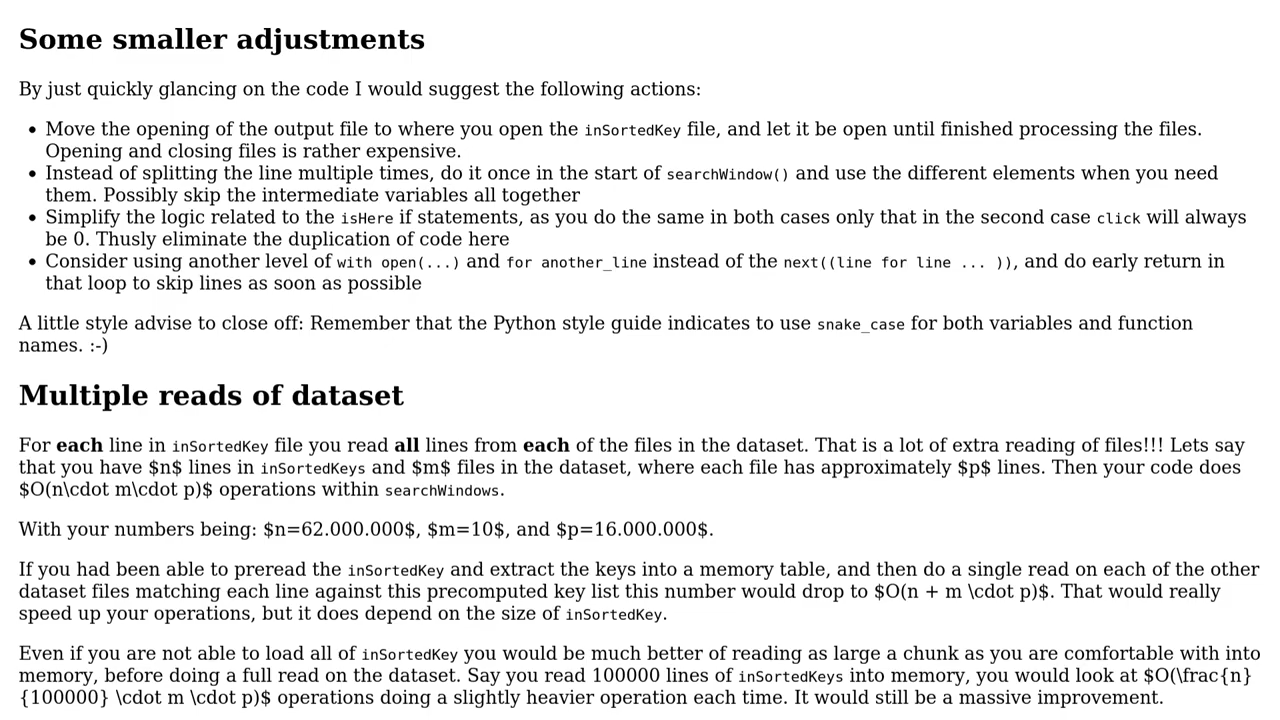 Some smaller adjustments
By just quickly glancing on the code I would suggest the following actions:
• Move the opening of the output file to where you open the inSortedKey file, and let it be open until finished processing the files.
Opening and closing files is rather expensive.
• Instead of splitting the line multiple times, do it once in the start of searchWindow() and use the different elements when you need
them. Possibly skip the intermediate variables all together
• Simplify the logic related to the isHere if statements, as you do the same in both cases only that in the second case click will always
be 0. Thusly eliminate the duplication of code here
• Consider using another level of with open(...) and for another_line instead of the next((line for line ... )), and do early return in
that loop to skip lines as soon as possible
A little style advise to close off: Remember that the Python style guide indicates to use snake_case for both variables and function
names. :-)
Multiple reads of dataset
For each line in inSortedKey file you read all lines from each of the files in the dataset. That is a lot of extra reading of files!!! Lets say
that you have $n$ lines in inSortedKeys and $m$ files in the dataset, where each file has approximately $p$ lines. Then your code does
$O(n\cdot m\cdot p)$ operations within searchWindows.
With your numbers being: $n=62.000.000$, $m=10$, and $p=16.000.000$.
If you had been able to preread the inSortedKey and extract the keys into a memory table, and then do a single read on each of the other
dataset files matching each line against this precomputed key list this number would drop to $O(n + m \cdot p)$. That would really
speed up your operations, but it does depend on the size of inSortedKey.
Even if you are not able to load all of inSortedKey you would be much better of reading as large a chunk as you are comfortable with into
memory, before doing a full read on the dataset. Say you read 100000 lines of inSortedKeys into memory, you would look at $O(\frac{n}
{100000} \cdot m \cdot p)$ operations doing a slightly heavier operation each time. It would still be a massive improvement.